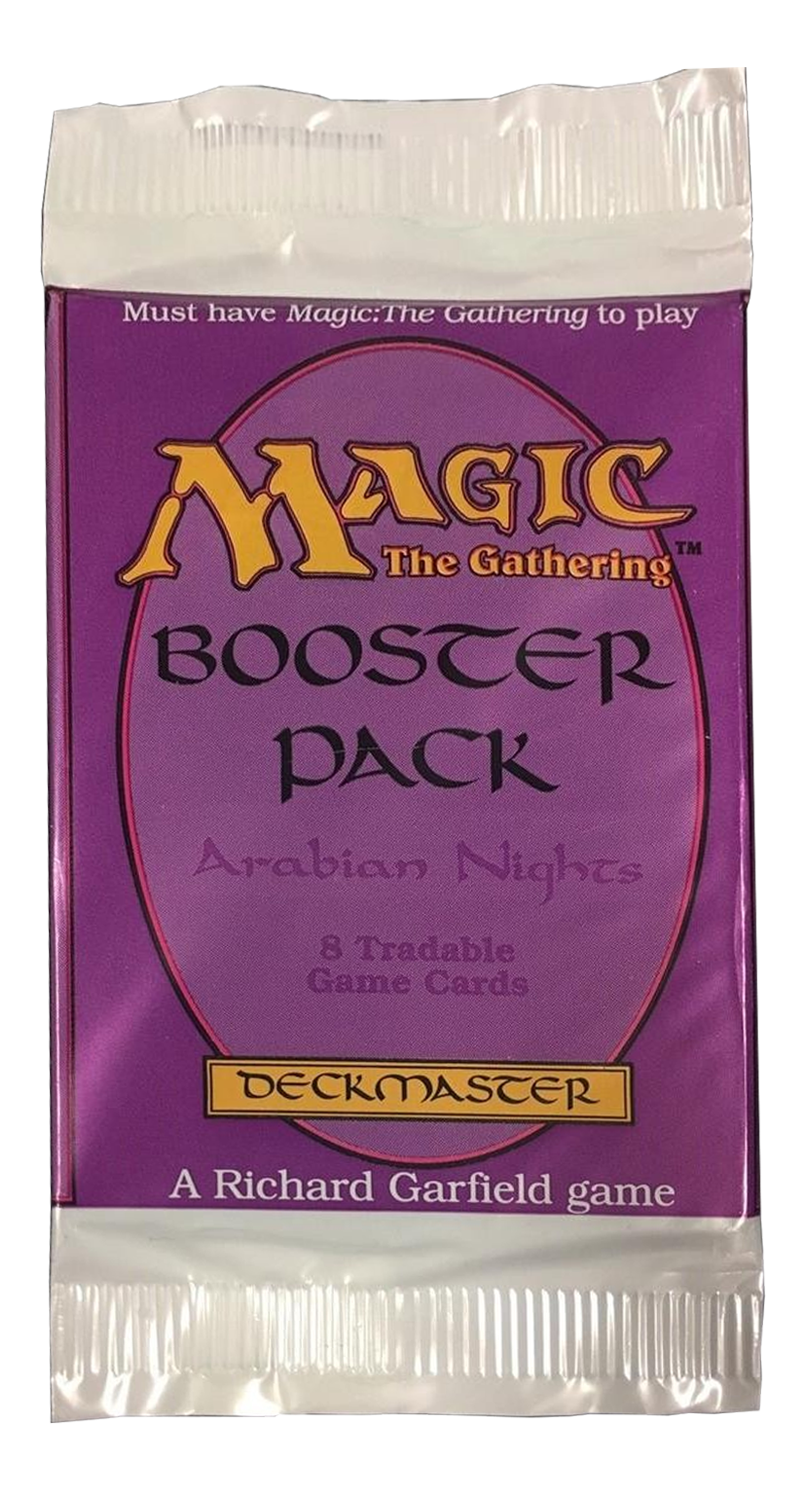 Must have Magic:The Gathering to play
MAGIC
The Gathering™
BOOSTER
PACK
Arabian Nights
8 Tradable
Game Cards
DECKMASTER
A Richard Garfield game